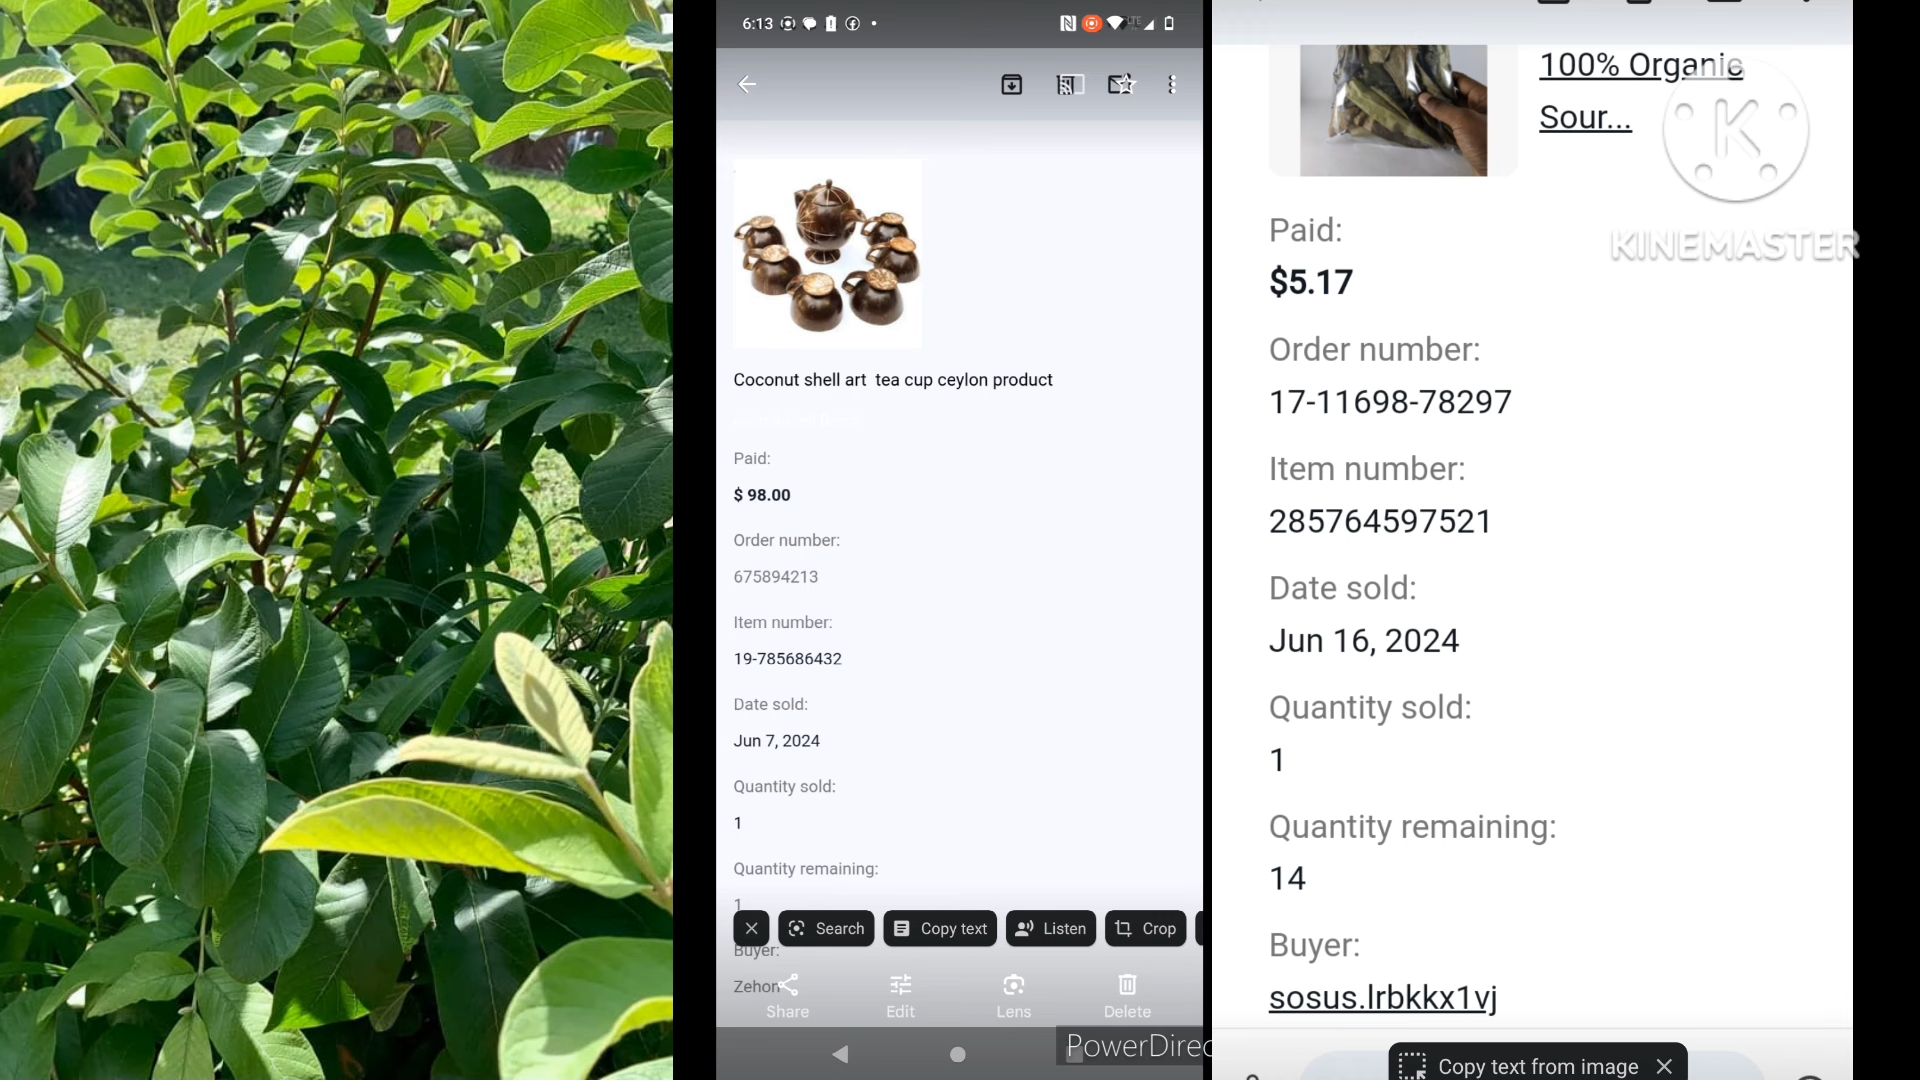 6:13
Coconut shell art tea cup ceylon product
Paid:
$ 98.00
Order number:
675894213
Item number:
19-785686432
Date sold:
Jun 7, 2024
Quantity sold:
1
Quantity remaining:
1
Search
Copy text
Listen
Crop
Buyer:
Zehon
Share
Edit
Lens
Delete
PowerDirec
100% Organic
Sour...
K
KINEMASTER
Paid:
$5.17
Order number:
17-11698-78297
Item number:
285764597521
Date sold:
Jun 16, 2024
Quantity sold:
1
Quantity remaining:
14
Buyer:
sosus.lrbkkx1vj
Copy text from image